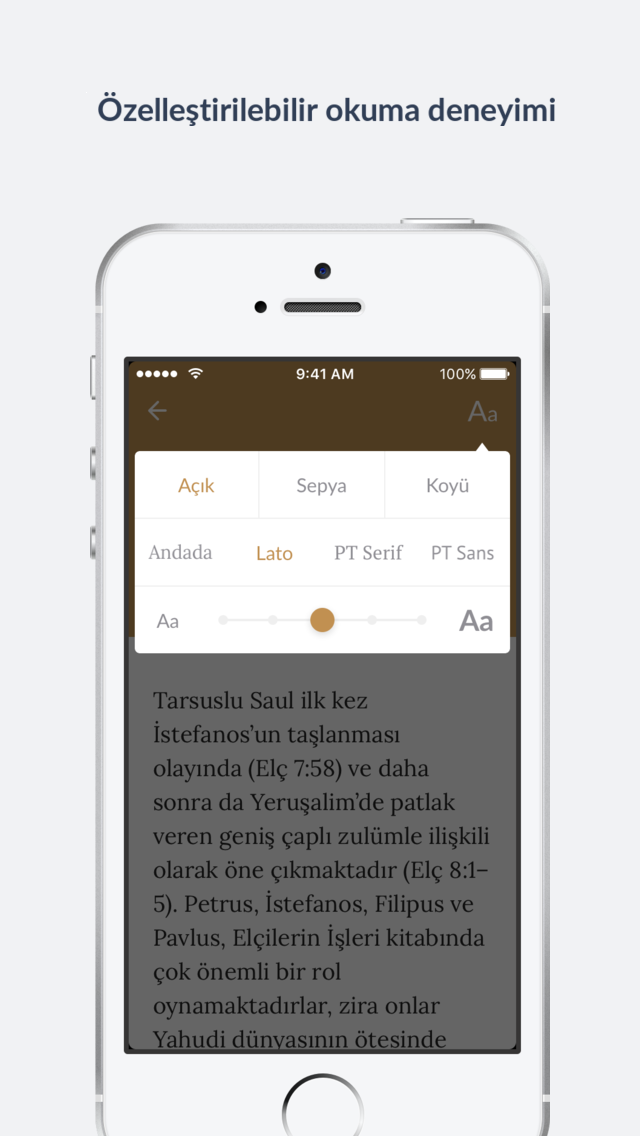 Özelleştirilebilir okuma deneyimi
9:41 AM
100%
Aa
Açık
Sepya
Koyü
Andada
Lato
PT Serif
PT Sans
Aa
Aa
Tarsuslu Saul ilk kez
İstefanos’un taşlanması
olayında (Elç 7:58) ve daha
sonra da Yeruşalim’de patlak
veren geniş çaplı zulümle ilişkili
olarak öne çıkmaktadır (Elç 8:1–
5). Petrus, İstefanos, Filipus ve
Pavlus, Elçilerin İşleri kitabında
çok önemli bir rol
oynamaktadırlar, zira onlar
Yahudi dünyasının ötesinde